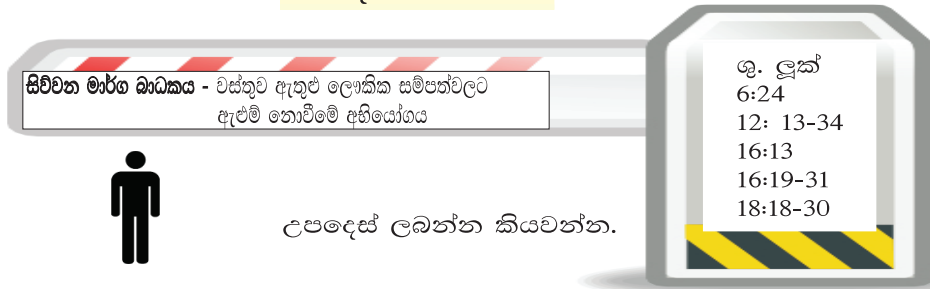 සිව්වන මාර්ග බාධකය - වස්තුව ඇතුළු ලෞකික සම්පත්වලට
ඇළුම් නොවීමේ අභියෝගය
ශු. ලූක්
6:24
12: 13-34
16:13
16:19-31
18:18-30
උපදෙස් ලබන්න කියවන්න.